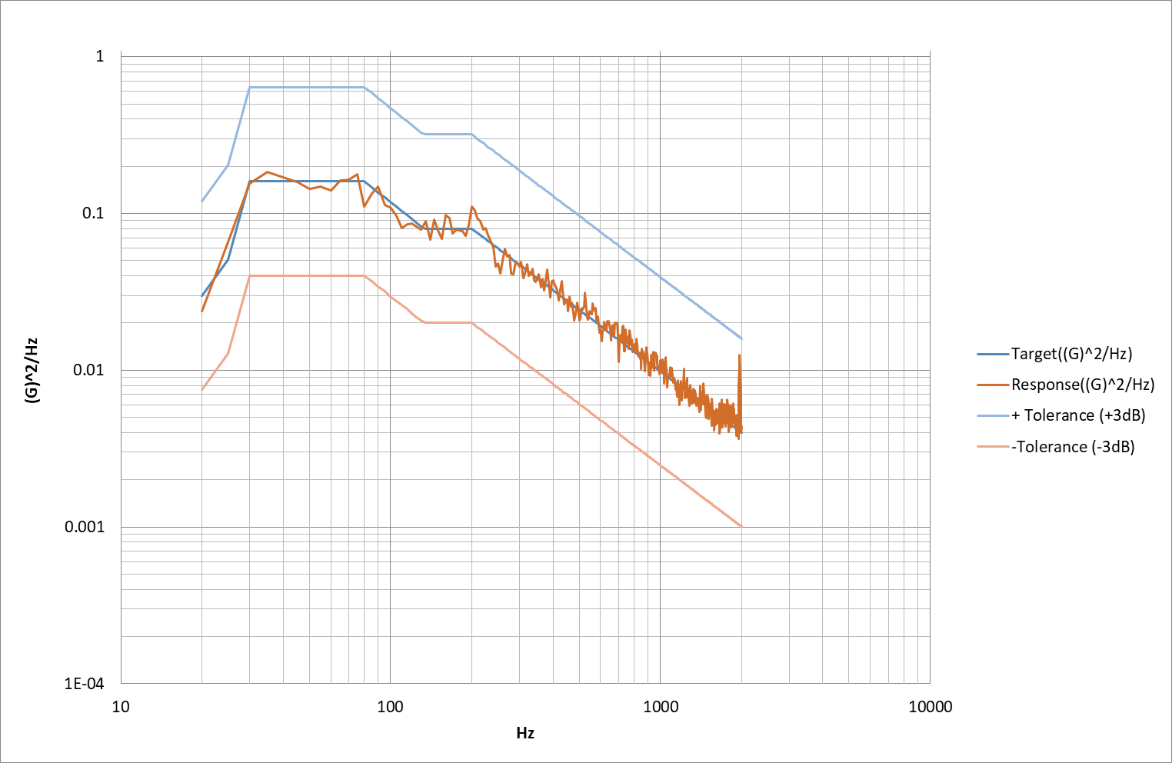 1
0.1
0.01
0.001
1E-04
(G)^2/Hz
10 100 1000 10000
Hz
Target((G)^2/Hz)
Response((G)^2/Hz)
+ Tolerance (+3dB)
-Tolerance (-3dB)